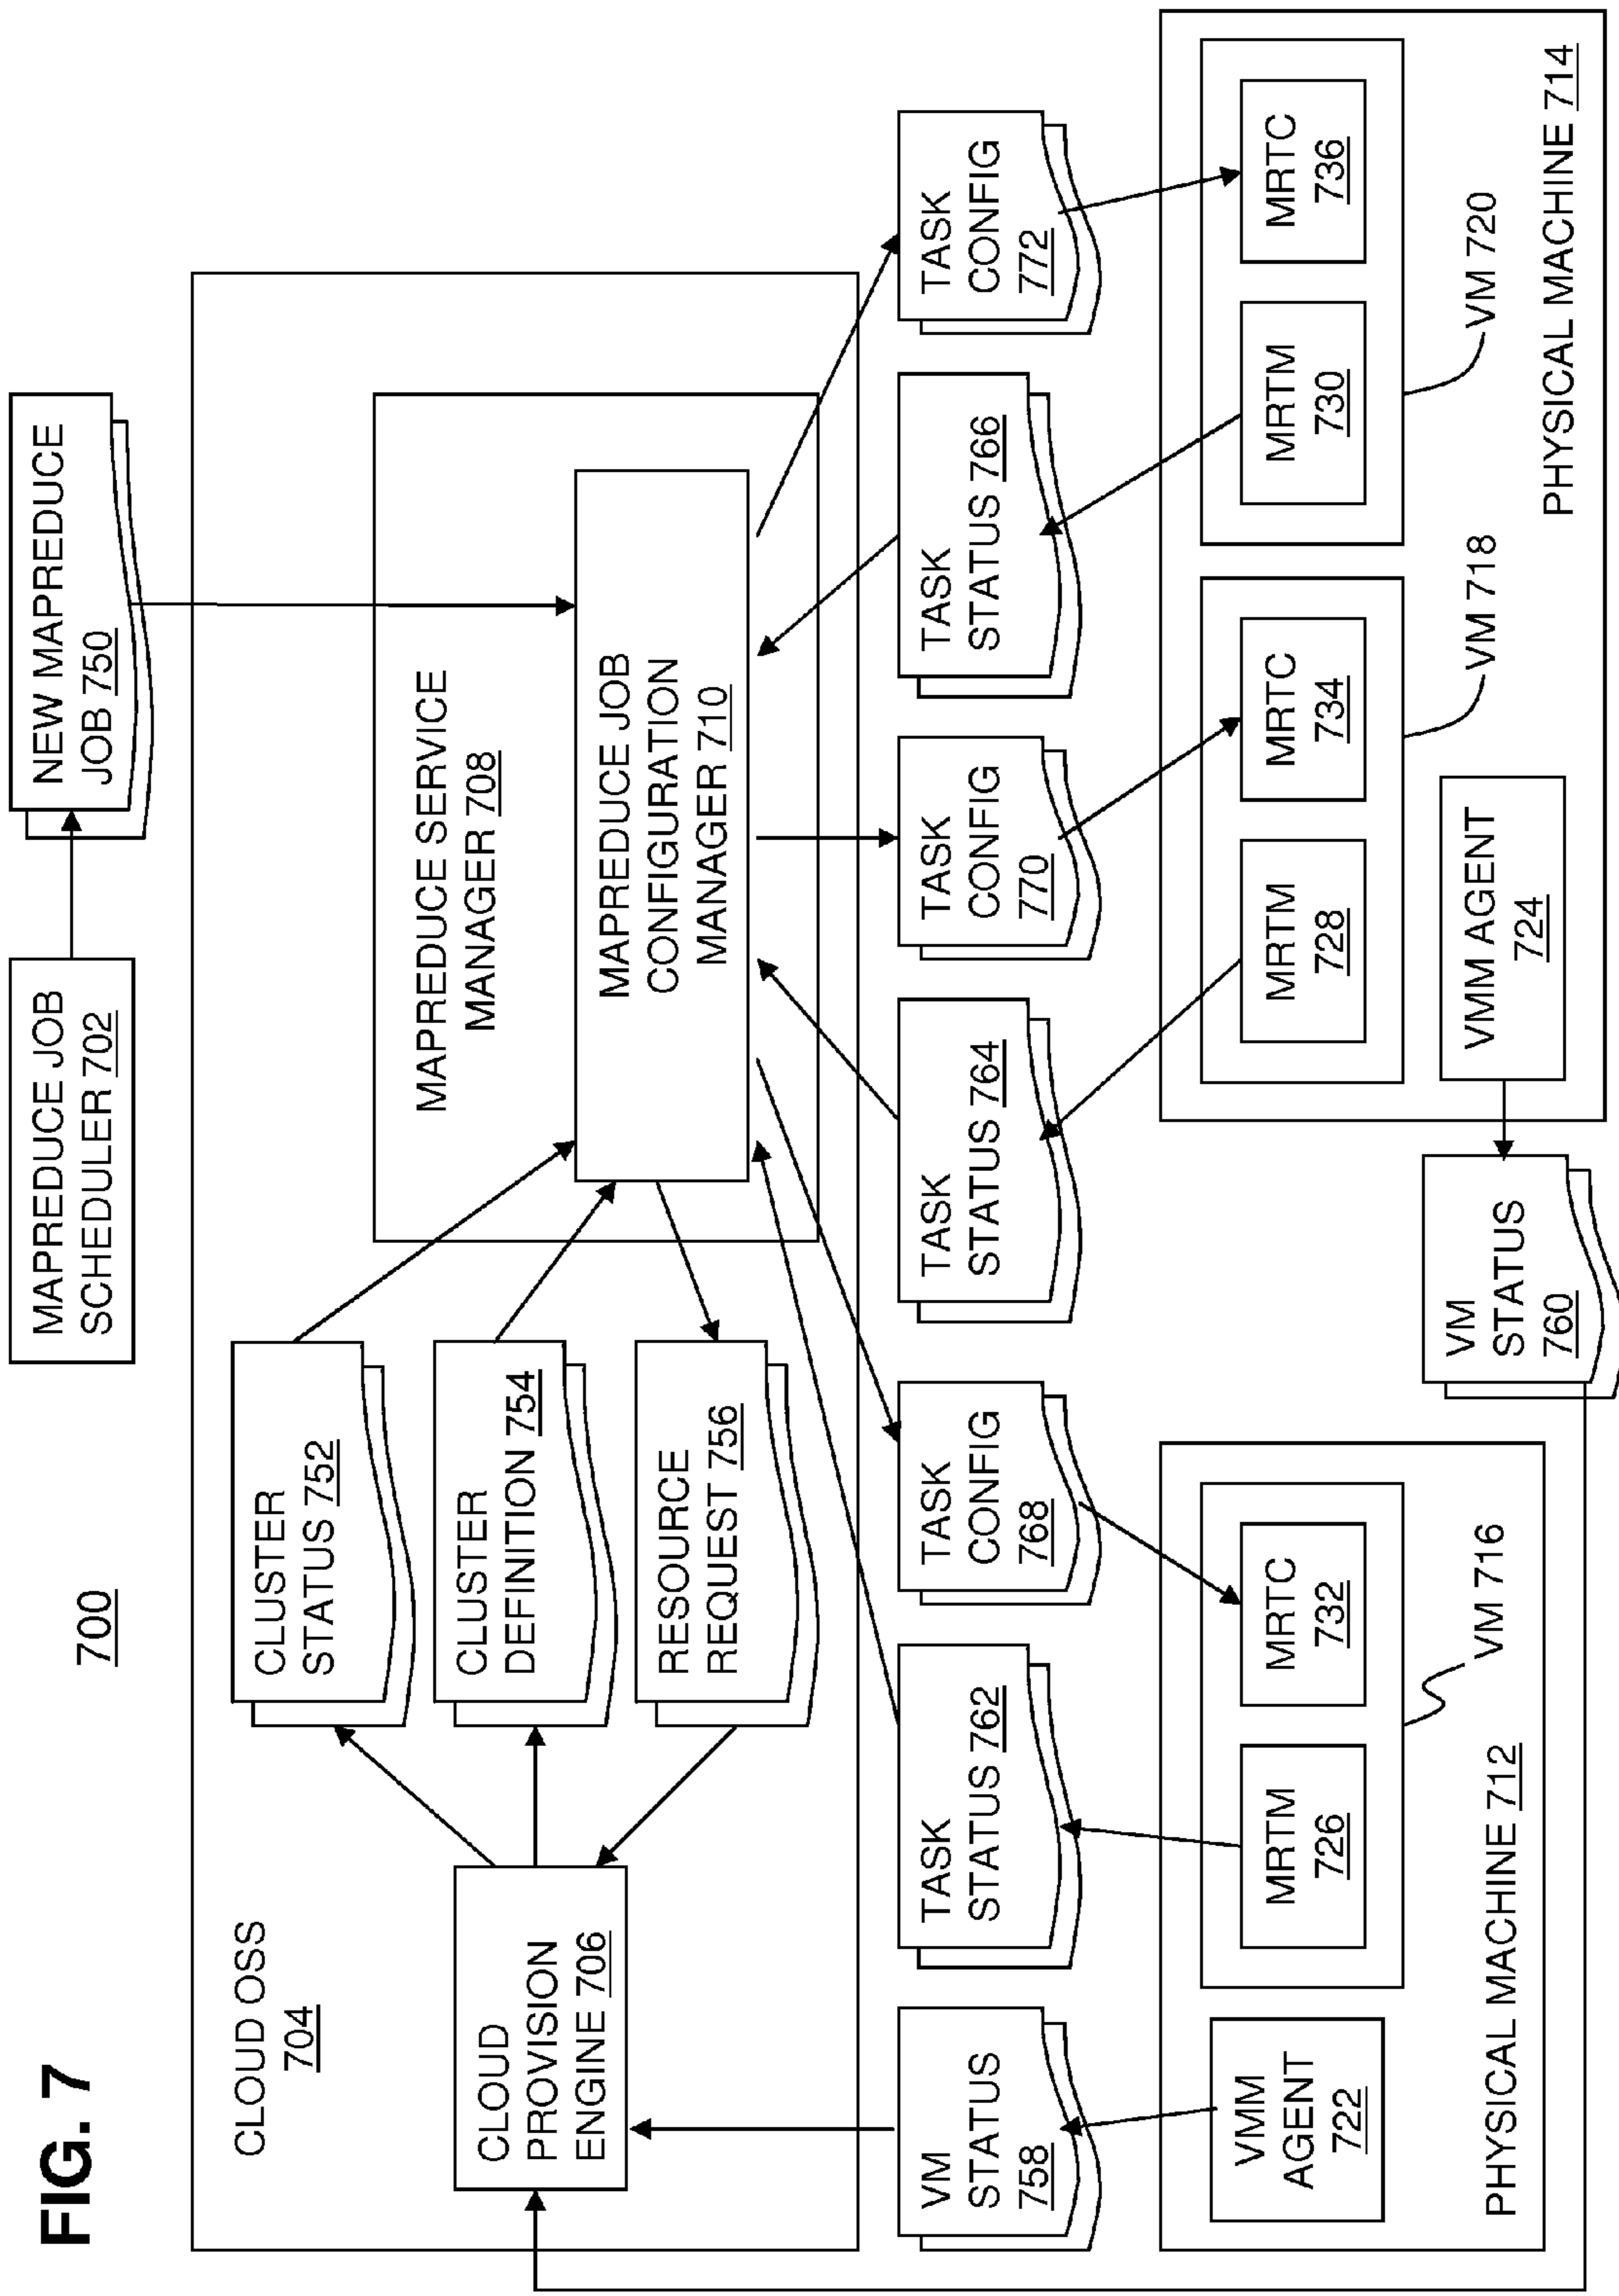 FIG. 7
700
MAPREDUCE JOB
SCHEDULER 702
NEW MAPREDUCE
JOB 750
CLOUD OSS
704
CLUSTER
STATUS 752
CLUSTER
DEFINITION 754
RESOURCE
REQUEST 756
CLOUD
PROVISION
ENGINE 706
MAPREDUCE SERVICE
MANAGER 708
MAPREDUCE JOB
CONFIGURATION
MANAGER 710
VM
STATUS
758
TASK
STATUS 762
TASK
CONFIG
768
TASK
STATUS 764
TASK
CONFIG
770
TASK
STATUS 766
TASK
CONFIG
772
VMM
AGENT
722
MRTM
726
MRTC
732
VM 716
PHYSICAL MACHINE 712
VM
STATUS
760
MRTM
728
MRTC
734
MRTM
730
MRTC
736
VMM AGENT
724
VM 718
VM 720
PHYSICAL MACHINE 714